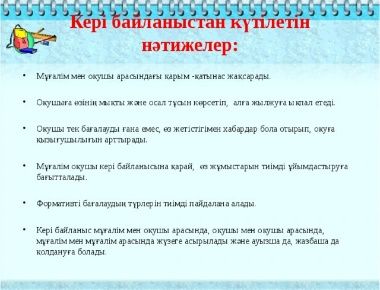 Кері байланыстан күтілетін
нәтижелер:
• Мұғалім мен оқушы арасындағы қарым -қатынас жақсарады.
• Оқушыға өзінің мықты және осал тұсын көрсетіп, алға жылжуға ықпал етеді.
• Оқушы тек бағалауды ғана емес, өз жетістігімен хабардар бола отырып, оқуға
қызығушылығын арттырады.
• Мұғалім оқушы кері байланысына қарай, өз жұмыстарын тиімді ұйымдастыруға
бағытталады.
• Формативті бағалаудың түрлерін тиімді пайдалана алады.
• Кері байланыс мұғалім мен оқушы арасында, оқушы мен оқушы арасында,
мұғалім мен мұғалім арасында жүзеге асырылады және ауызша да, жазбаша да
қолдануға болады.